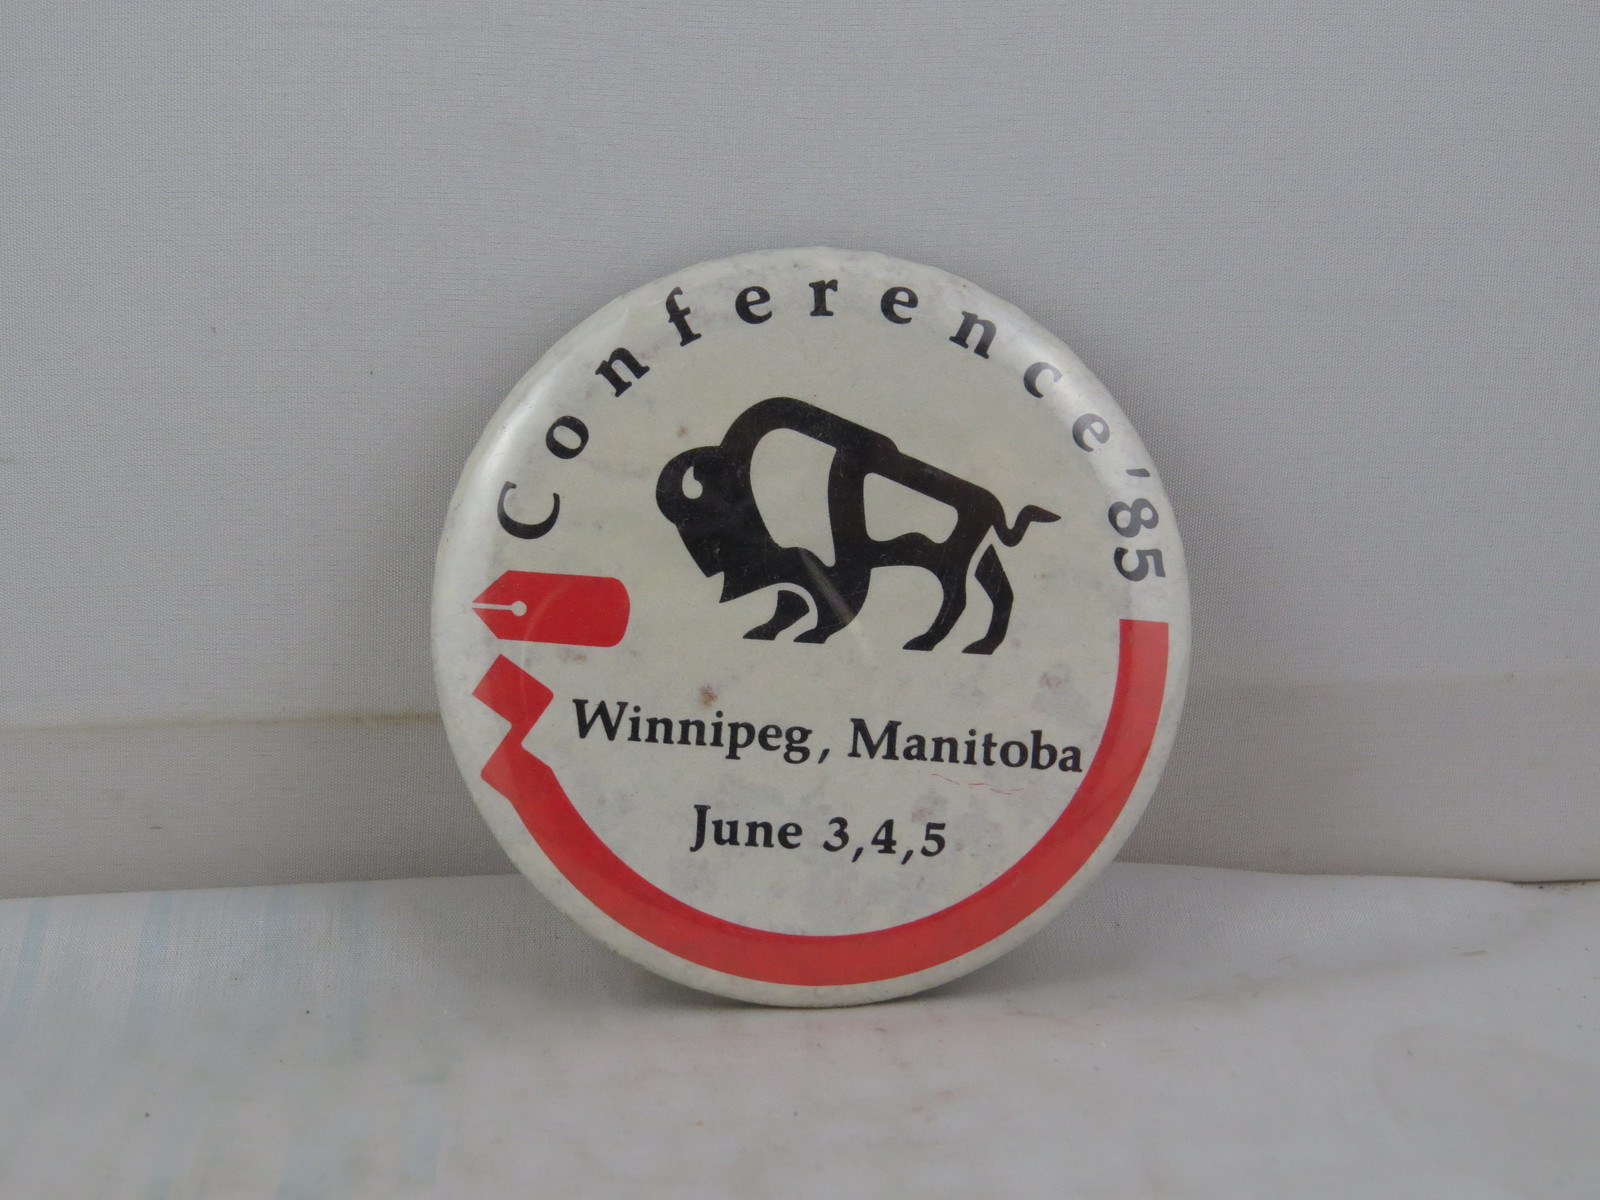 Conference '85
Winnipeg, Manitoba
June 3,4,5